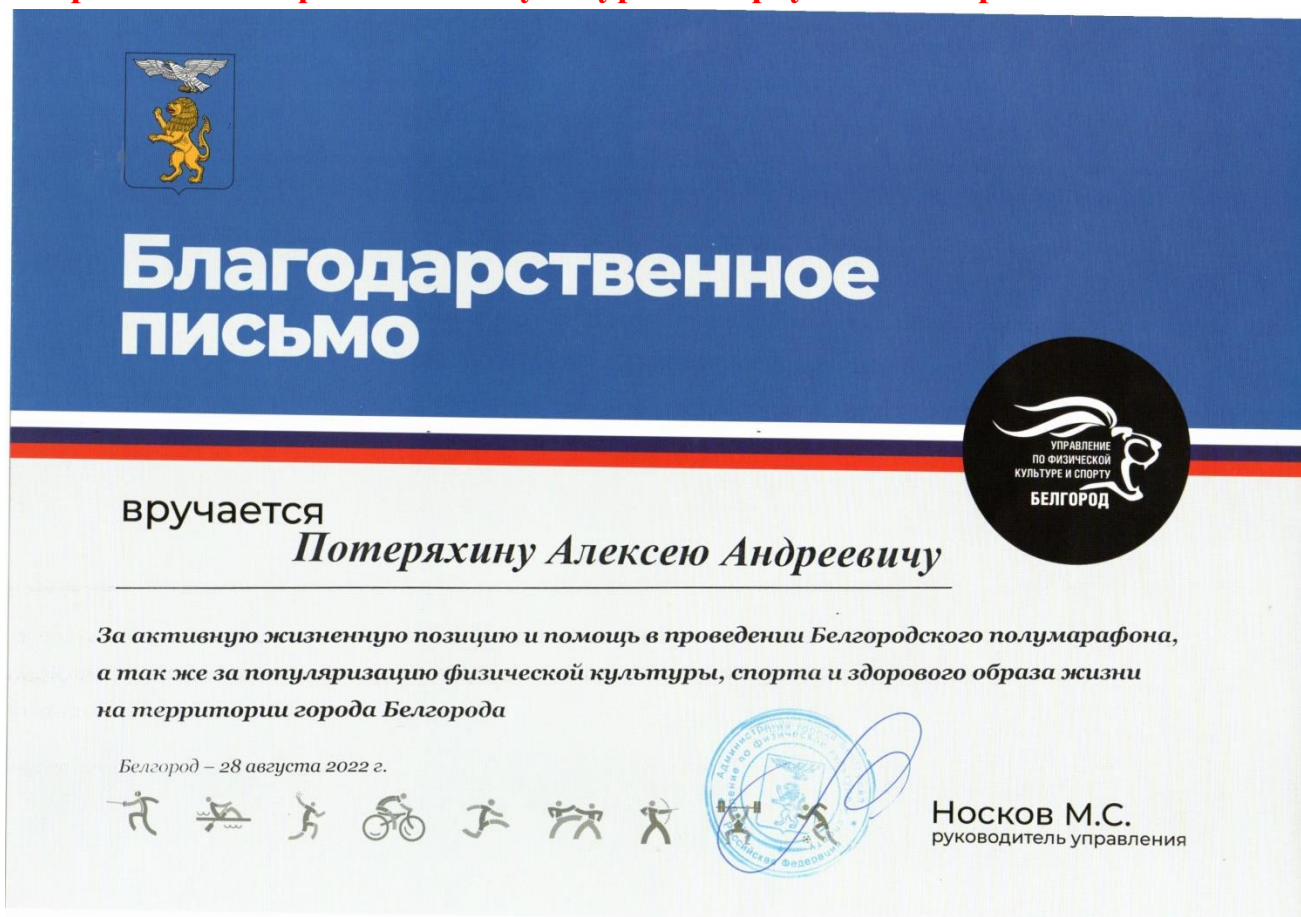 Благодарственное
письмо
УПРАВЛЕНИЕ
ПО ФИЗИЧЕСКОЙ
КУЛЬТУРЕ И СПОРТУ
БЕЛГОРОД
вручается
Потеряхину Алексею Андреевичу
За активную жизненную позицию и помощь в проведении Белгородского полумарафона,
а так же за популяризацию физической культуры, спорта и здорового образа жизни
на территории города Белгорода
Белгород – 28 августа 2022 г.
Носков М.С.
руководитель управления